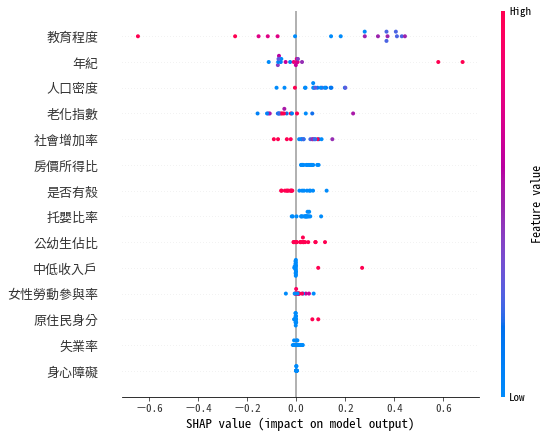 High
教育程度
年紀
人口密度
老化指數
社會增加率
房價所得比
是否有殼
托嬰比率
公幼生佔比
中低收入戶
女性勞動參與率
原住民身分
失業率
身心障礙
Feature value
Low
−0.6 −0.4 −0.2 0.0 0.2 0.4 0.6
SHAP value (impact on model output)